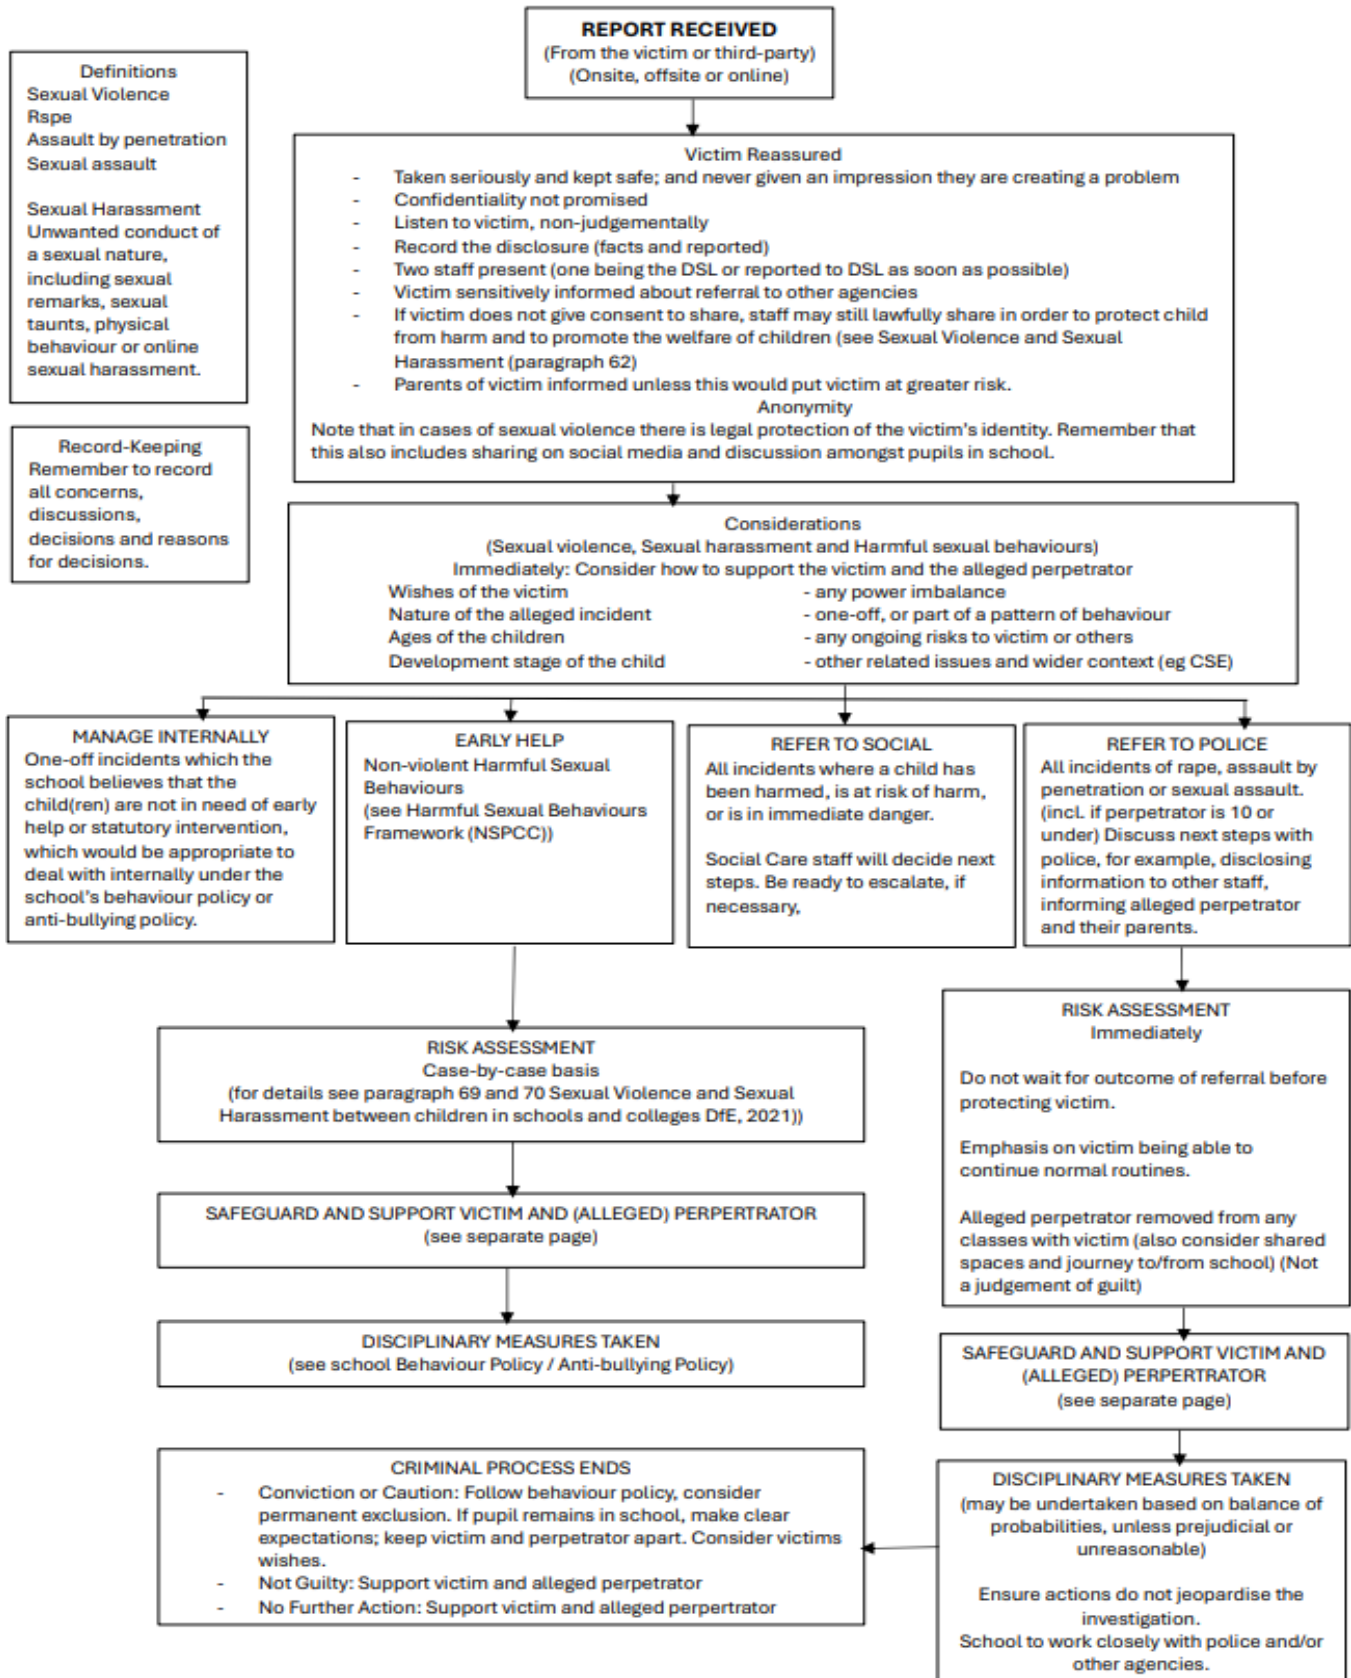 REPORT RECEIVED
(From the victim or third-party)
(Onsite, offsite or online)
Definitions
Sexual Violence
Rspe
Assault by penetration
Sexual assault
Sexual Harassment
Unwanted conduct of
a sexual nature,
including sexual
remarks, sexual
taunts, physical
behaviour or online
sexual harassment.
Record-Keeping
Remember to record
all concerns,
discussions,
decisions and reasons
for decisions.
Victim Reassured
- Taken seriously and kept safe; and never given an impression they are creating a problem
- Confidentiality not promised
- Listen to victim, non-judgementally
- Record the disclosure (facts and reported)
- Two staff present (one being the DSL or reported to DSL as soon as possible)
- Victim sensitively informed about referral to other agencies
- If victim does not give consent to share, staff may still lawfully share in order to protect child
from harm and to promote the welfare of children (see Sexual Violence and Sexual
Harassment (paragraph 62)
- Parents of victim informed unless this would put victim at greater risk.
Anonymity
Note that in cases of sexual violence there is legal protection of the victim's identity. Remember that
this also includes sharing on social media and discussion amongst pupils in school.
Considerations
(Sexual violence, Sexual harassment and Harmful sexual behaviours)
Immediately: Consider how to support the victim and the alleged perpetrator
Wishes of the victim - any power imbalance
Nature of the alleged incident - one-off, or part of a pattern of behaviour
Ages of the children - any ongoing risks to victim or others
Development stage of the child - other related issues and wider context (eg CSE)
MANAGE INTERNALLY
One-off incidents which the
school believes that the
child(ren) are not in need of early
help or statutory intervention,
which would be appropriate to
deal with internally under the
school's behaviour policy or
anti-bullying policy.
EARLY HELP
Non-violent Harmful Sexual
Behaviours
(see Harmful Sexual Behaviours
Framework (NSPCC))
REFER TO SOCIAL
All incidents where a child has
been harmed, is at risk of harm,
or is in immediate danger.
Social Care staff will decide next
steps. Be ready to escalate, if
necessary,
REFER TO POLICE
All incidents of rape, assault by
penetration or sexual assault.
(incl. if perpetrator is 10 or
under) Discuss next steps with
police, for example, disclosing
information to other staff,
informing alleged perpetrator
and their parents.
RISK ASSESSMENT
Case-by-case basis
(for details see paragraph 69 and 70 Sexual Violence and Sexual
Harassment between children in schools and colleges DfE, 2021))
SAFEGUARD AND SUPPORT VICTIM AND (ALLEGED) PERPERTRATOR
(see separate page)
DISCIPLINARY MEASURES TAKEN
(see school Behaviour Policy / Anti-bullying Policy)
RISK ASSESSMENT
Immediately
Do not wait for outcome of referral before
protecting victim.
Emphasis on victim being able to
continue normal routines.
Alleged perpetrator removed from any
classes with victim (also consider shared
spaces and journey to/from school) (Not
a judgement of guilt)
SAFEGUARD AND SUPPORT VICTIM AND
(ALLEGED) PERPERTRATOR
(see separate page)
DISCIPLINARY MEASURES TAKEN
(may be undertaken based on balance of
probabilities, unless prejudicial or
unreasonable)
Ensure actions do not jeopardise the
investigation.
School to work closely with police and/or
other agencies.
CRIMINAL PROCESS ENDS
- Conviction or Caution: Follow behaviour policy, consider
permanent exclusion. If pupil remains in school, make clear
expectations; keep victim and perpetrator apart. Consider victims
wishes.
- Not Guilty: Support victim and alleged perpetrator
- No Further Action: Support victim and alleged perpertrator